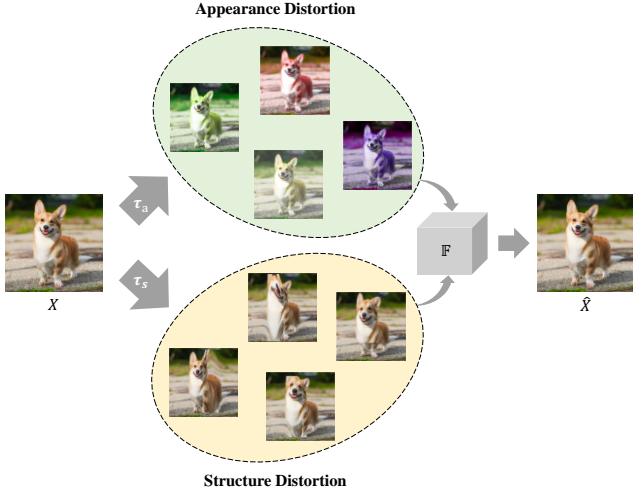 Appearance Distortion
τₐ
𝔽
X
τₛ
X̂
Structure Distortion